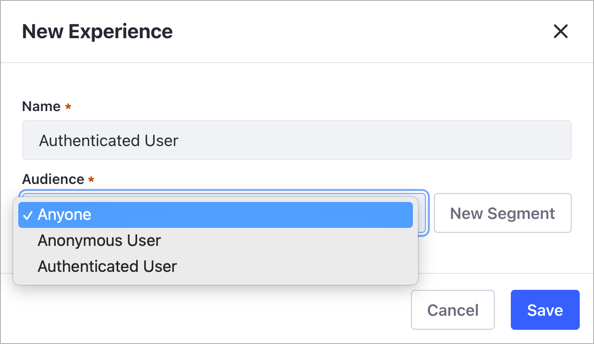 New Experience
Name *
Authenticated User
Audience *
✓ Anyone
New Segment
Anonymous User
Authenticated User
Cancel
Save